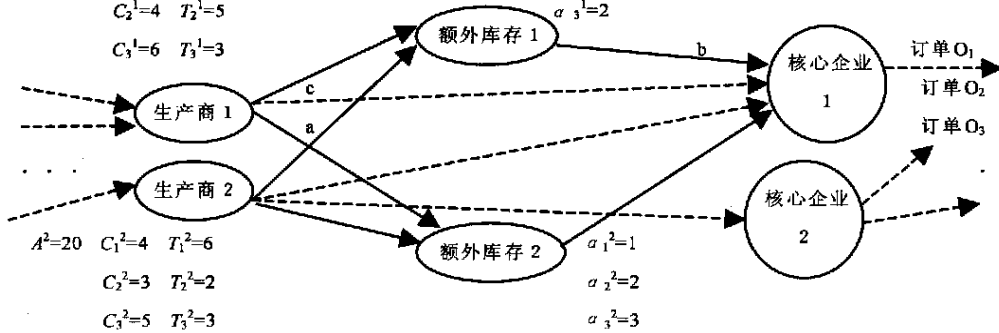 C₂¹=4 T₂¹=5
C₃¹=6 T₃¹=3
额外库存 1
α₃¹=2
b
核心企业
1
订单 O₁
订单 O₂
订单 O₃
生产商 1
c
a
· · ·
生产商 2
核心企业
2
额外库存 2
A²=20 C₁²=4 T₁²=6
C₂²=3 T₂²=2
C₃²=5 T₃²=3
α₁²=1
α₂²=2
α₃²=3